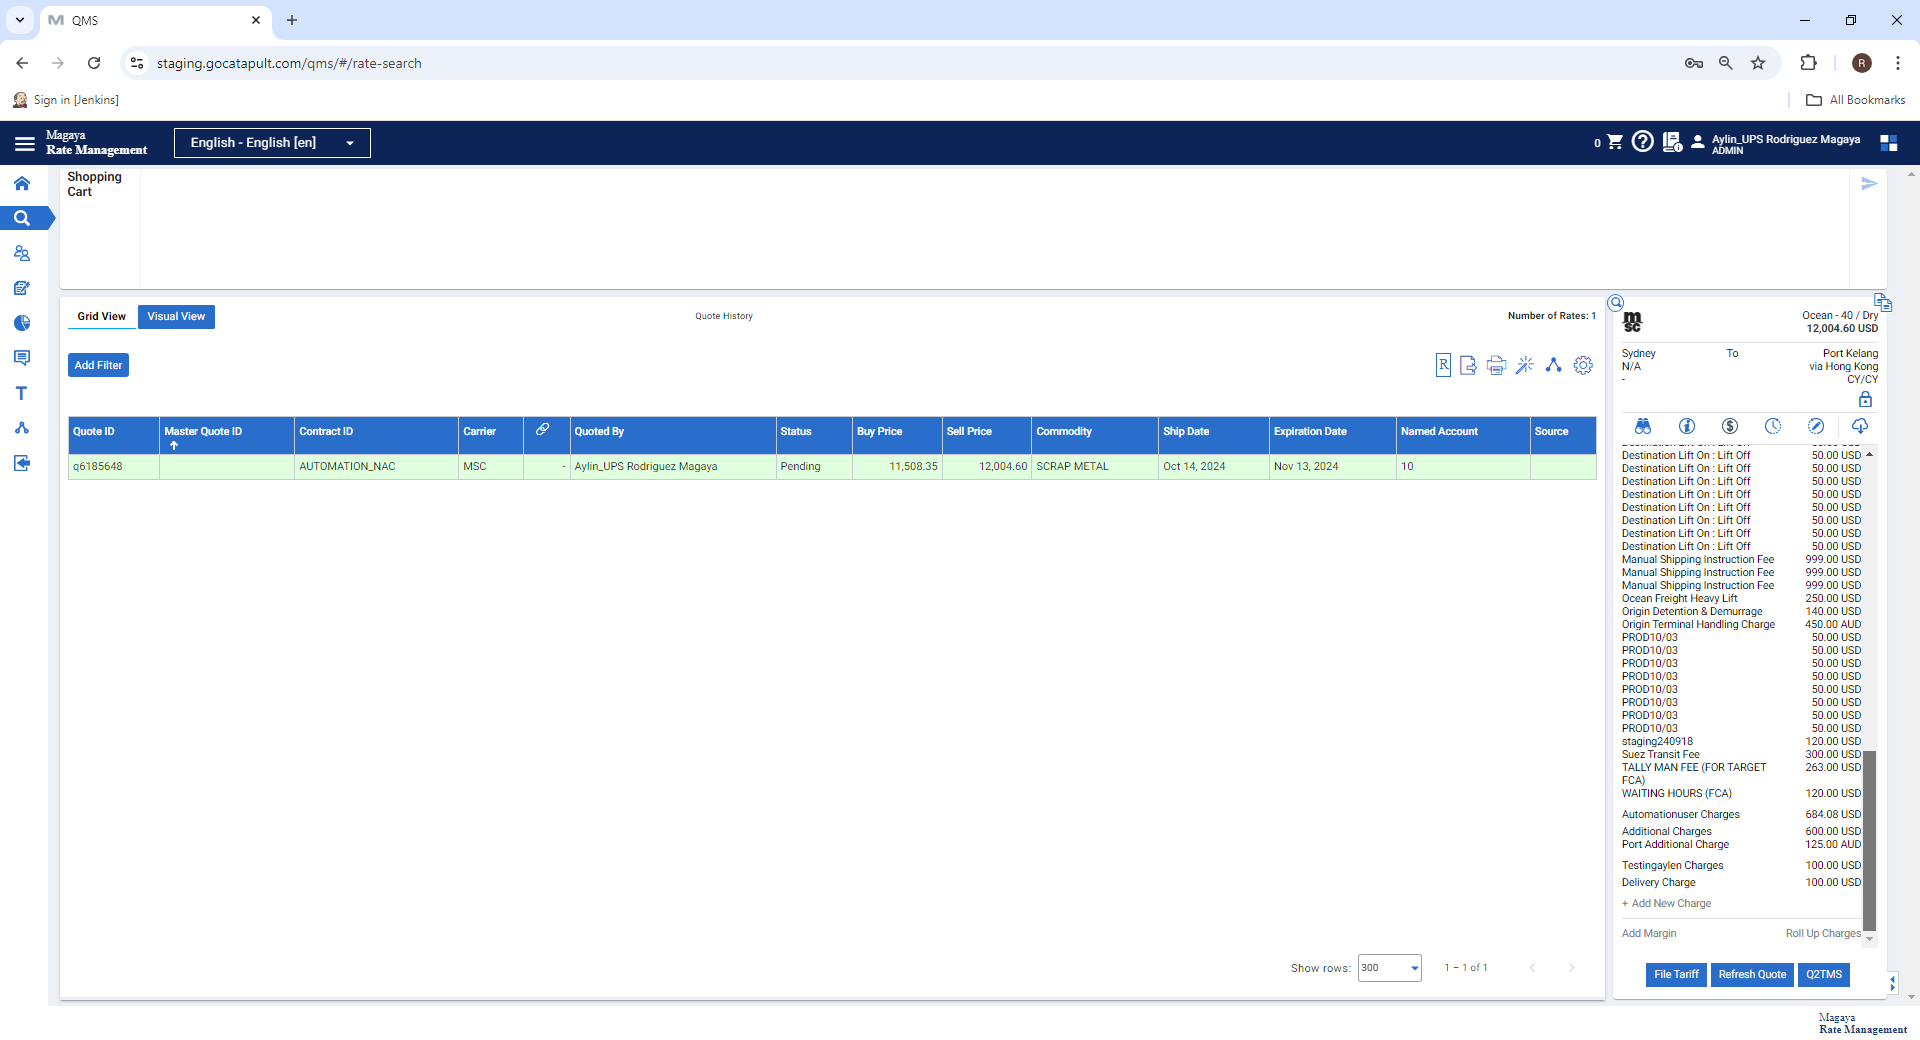 QMS
staging.gocatapult.com/qms/#/rate-search
R
Sign in [Jenkins]
All Bookmarks
Magaya
Rate Management
English - English [en]
0
Aylin_UPS Rodriguez Magaya
ADMIN
Shopping
Cart
Grid View
Visual View
Quote History
Number of Rates: 1
Add Filter
R
Quote ID Master Quote ID Contract ID Carrier Quoted By Status Buy Price Sell Price Commodity Ship Date Expiration Date Named Account Source
q6185648 AUTOMATION_NAC MSC - Aylin_UPS Rodriguez Magaya Pending 11,508.35 12,004.60 SCRAP METAL Oct 14, 2024 Nov 13, 2024 10
Show rows: 300 1 – 1 of 1
msc
Ocean - 40 / Dry
12,004.60 USD
Sydney To Port Kelang
N/A via Hong Kong
- CY/CY
Destination Lift On : Lift Off 50.00 USD
Destination Lift On : Lift Off 50.00 USD
Destination Lift On : Lift Off 50.00 USD
Destination Lift On : Lift Off 50.00 USD
Destination Lift On : Lift Off 50.00 USD
Destination Lift On : Lift Off 50.00 USD
Destination Lift On : Lift Off 50.00 USD
Destination Lift On : Lift Off 50.00 USD
Manual Shipping Instruction Fee 999.00 USD
Manual Shipping Instruction Fee 999.00 USD
Manual Shipping Instruction Fee 999.00 USD
Ocean Freight Heavy Lift 250.00 USD
Origin Detention & Demurrage 140.00 USD
Origin Terminal Handling Charge 450.00 AUD
PROD10/03 50.00 USD
PROD10/03 50.00 USD
PROD10/03 50.00 USD
PROD10/03 50.00 USD
PROD10/03 50.00 USD
PROD10/03 50.00 USD
PROD10/03 50.00 USD
PROD10/03 50.00 USD
staging240918 120.00 USD
Suez Transit Fee 300.00 USD
TALLY MAN FEE (FOR TARGET 263.00 USD
FCA)
WAITING HOURS (FCA) 120.00 USD
Automationuser Charges 684.08 USD
Additional Charges 600.00 USD
Port Additional Charge 125.00 AUD
Testingaylen Charges 100.00 USD
Delivery Charge 100.00 USD
+ Add New Charge
Add Margin Roll Up Charges
File Tariff Refresh Quote Q2TMS
Magaya
Rate Management